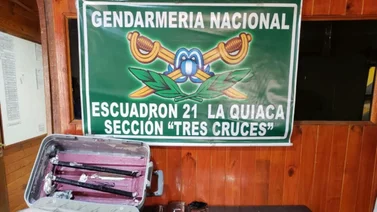 GENDARMERIA NACIONAL
ESCUADRON 21 LA QUIACA
SECCIÓN "TRES CRUCES"